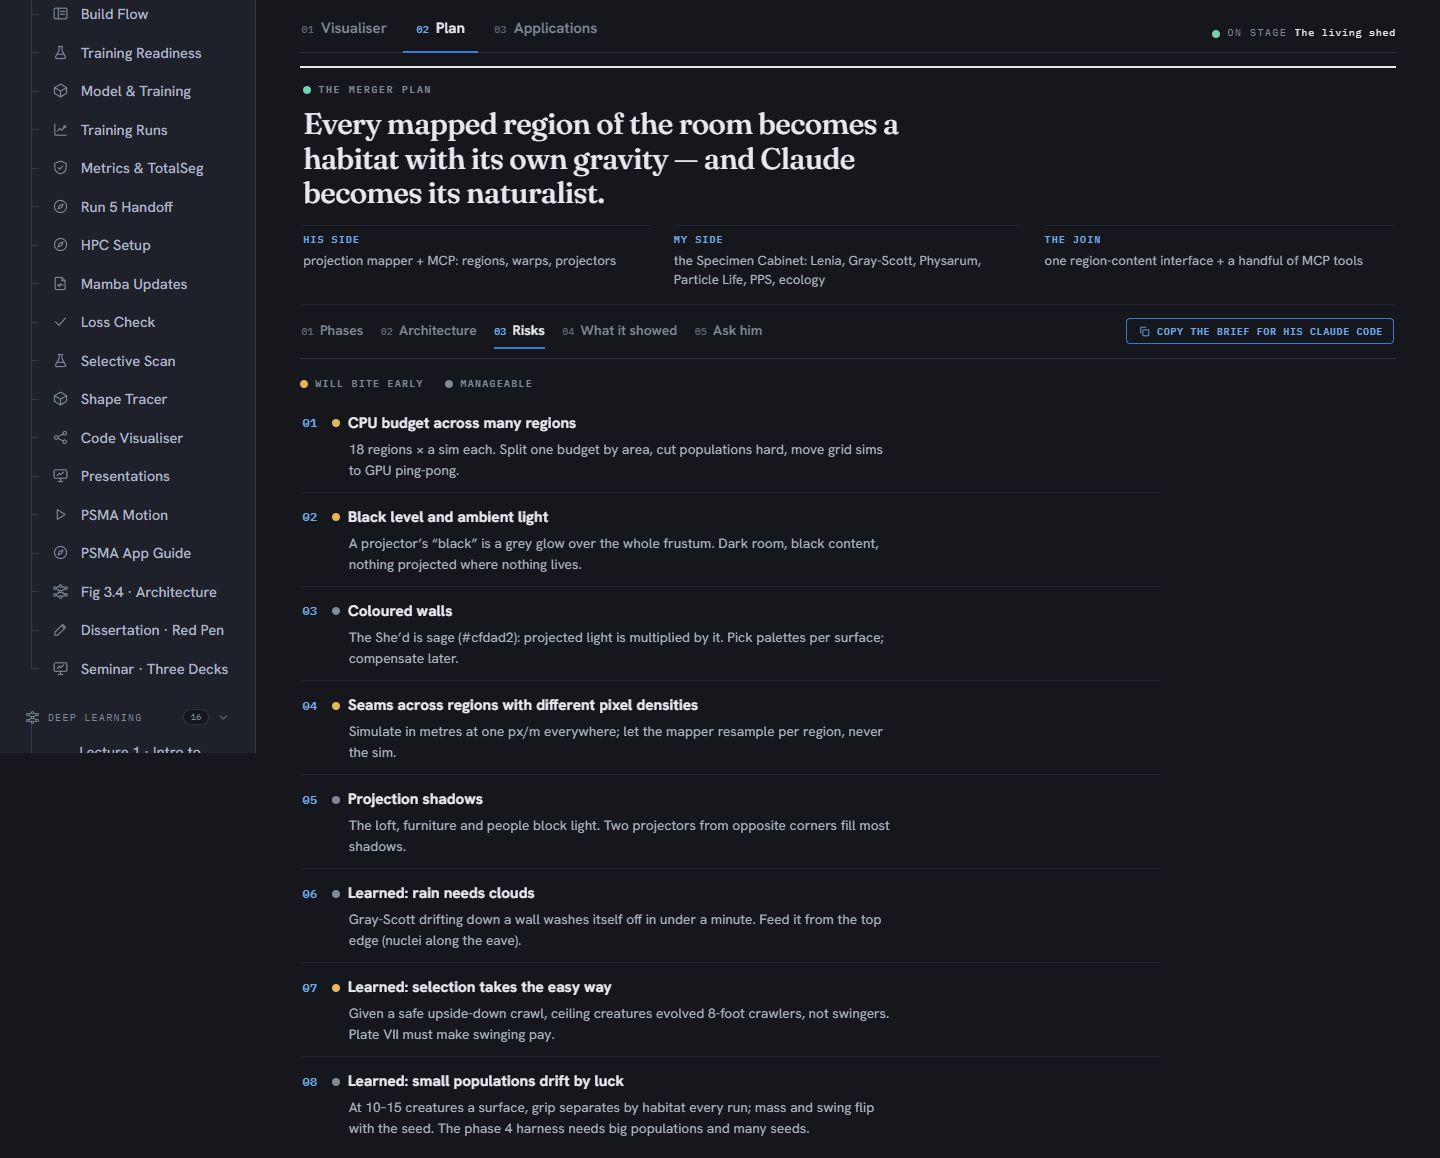 Build Flow
Training Readiness
Model & Training
Training Runs
Metrics & TotalSeg
Run 5 Handoff
HPC Setup
Mamba Updates
Loss Check
Selective Scan
Shape Tracer
Code Visualiser
Presentations
PSMA Motion
PSMA App Guide
Fig 3.4 · Architecture
Dissertation · Red Pen
Seminar · Three Decks
DEEP LEARNING 16
Lecture 1 · Intro to
01 Visualiser 02 Plan 03 Applications
ON STAGE The living shed
THE MERGER PLAN
Every mapped region of the room becomes a
habitat with its own gravity — and Claude
becomes its naturalist.
HIS SIDE
projection mapper + MCP: regions, warps, projectors
MY SIDE
the Specimen Cabinet: Lenia, Gray-Scott, Physarum,
Particle Life, PPS, ecology
THE JOIN
one region-content interface + a handful of MCP tools
01 Phases 02 Architecture 03 Risks 04 What it showed 05 Ask him
COPY THE BRIEF FOR HIS CLAUDE CODE
WILL BITE EARLY MANAGEABLE
01 CPU budget across many regions
18 regions × a sim each. Split one budget by area, cut populations hard, move grid sims
to GPU ping-pong.
02 Black level and ambient light
A projector’s “black” is a grey glow over the whole frustum. Dark room, black content,
nothing projected where nothing lives.
03 Coloured walls
The She’d is sage (#cfdad2): projected light is multiplied by it. Pick palettes per surface;
compensate later.
04 Seams across regions with different pixel densities
Simulate in metres at one px/m everywhere; let the mapper resample per region, never
the sim.
05 Projection shadows
The loft, furniture and people block light. Two projectors from opposite corners fill most
shadows.
06 Learned: rain needs clouds
Gray-Scott drifting down a wall washes itself off in under a minute. Feed it from the top
edge (nuclei along the eave).
07 Learned: selection takes the easy way
Given a safe upside-down crawl, ceiling creatures evolved 8-foot crawlers, not swingers.
Plate VII must make swinging pay.
08 Learned: small populations drift by luck
At 10–15 creatures a surface, grip separates by habitat every run; mass and swing flip
with the seed. The phase 4 harness needs big populations and many seeds.